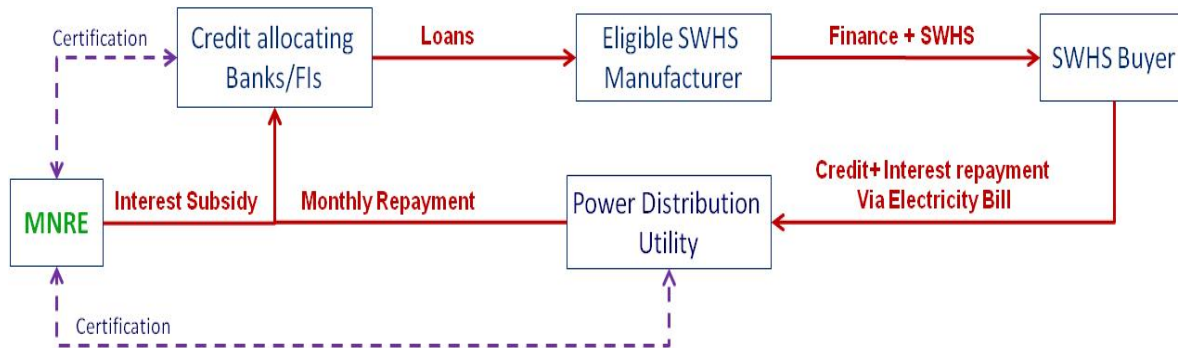 Certification
Credit allocating
Banks/FIs
Loans
Eligible SWHS
Manufacturer
Finance + SWHS
SWHS Buyer
MNRE
Interest Subsidy
Monthly Repayment
Power Distribution
Utility
Credit+ Interest repayment
Via Electricity Bill
Certification